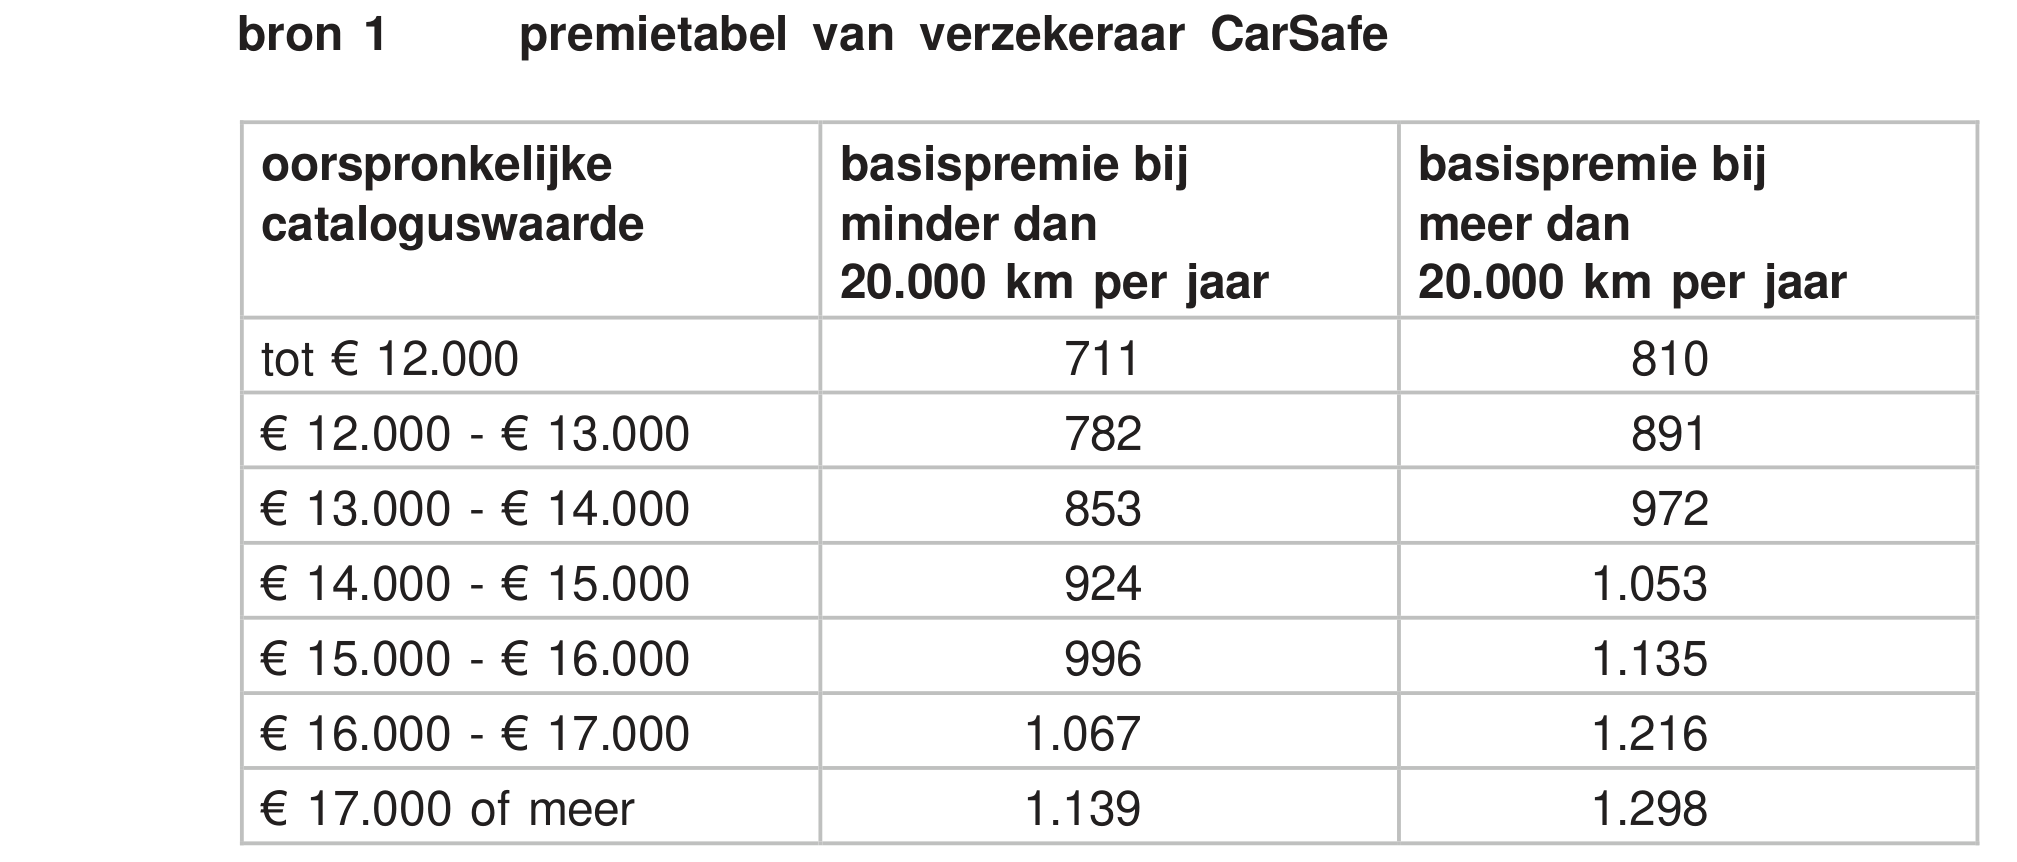 bron 1 premietabel van verzekeraar CarSafe
oorspronkelijke cataloguswaarde | basispremie bij minder dan 20.000 km per jaar | basispremie bij meer dan 20.000 km per jaar
tot € 12.000 711 810
€ 12.000 - € 13.000 782 891
€ 13.000 - € 14.000 853 972
€ 14.000 - € 15.000 924 1.053
€ 15.000 - € 16.000 996 1.135
€ 16.000 - € 17.000 1.067 1.216
€ 17.000 of meer 1.139 1.298